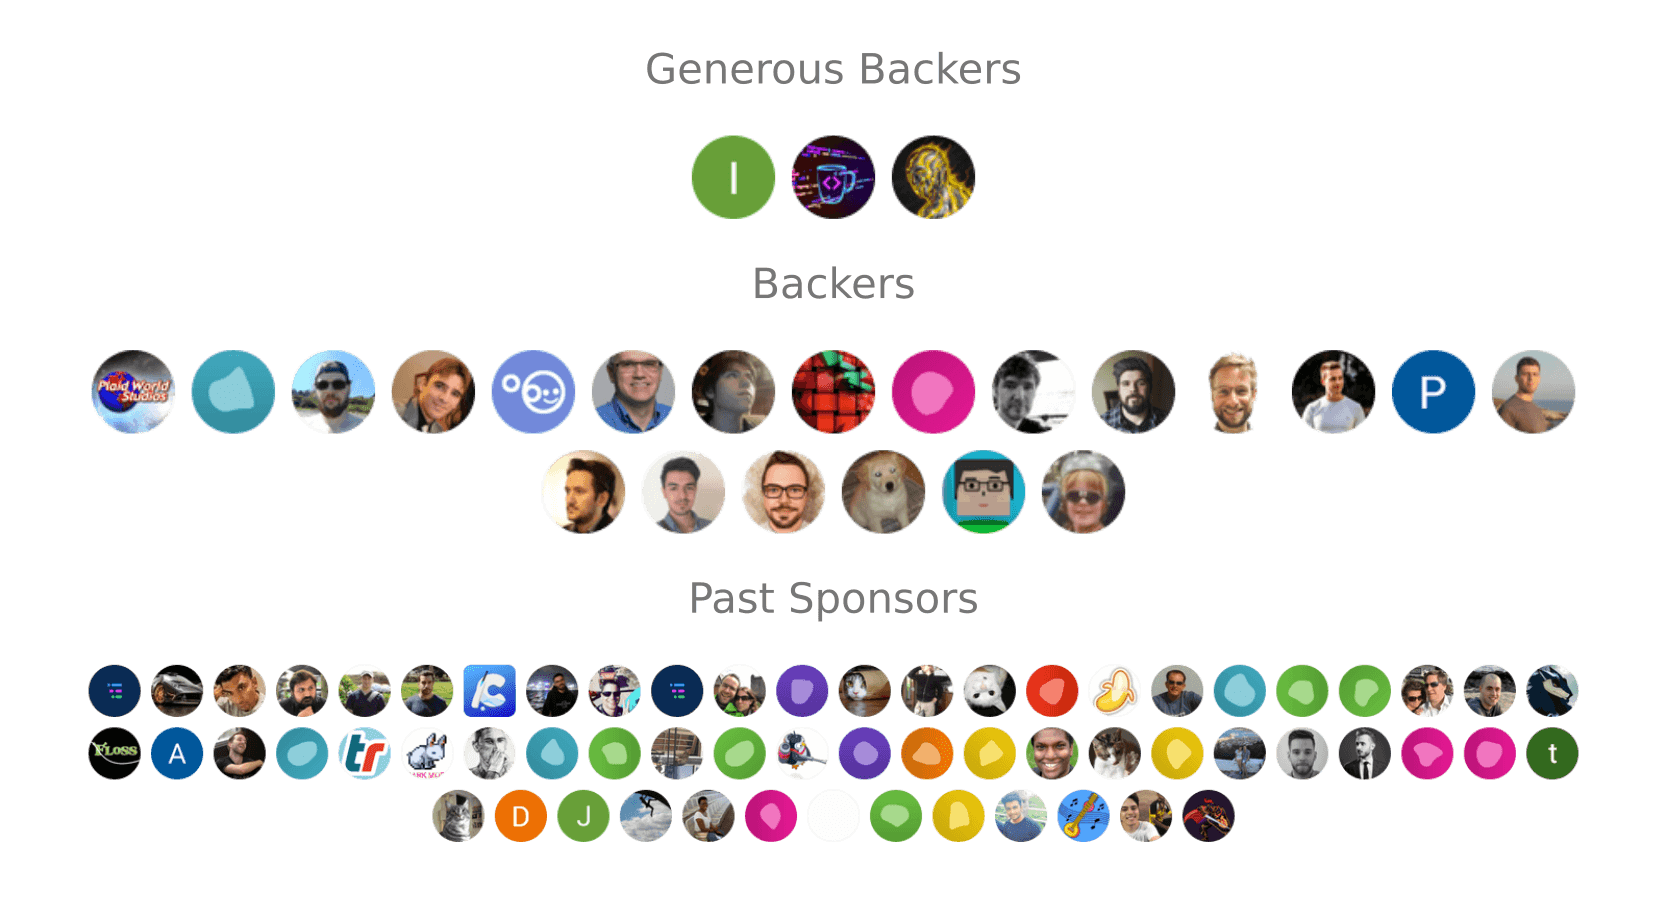 Generous Backers
I
<>
Backers
Plaid World
Studios
P
Past Sponsors
FLOSS
A
tr
t
D
J